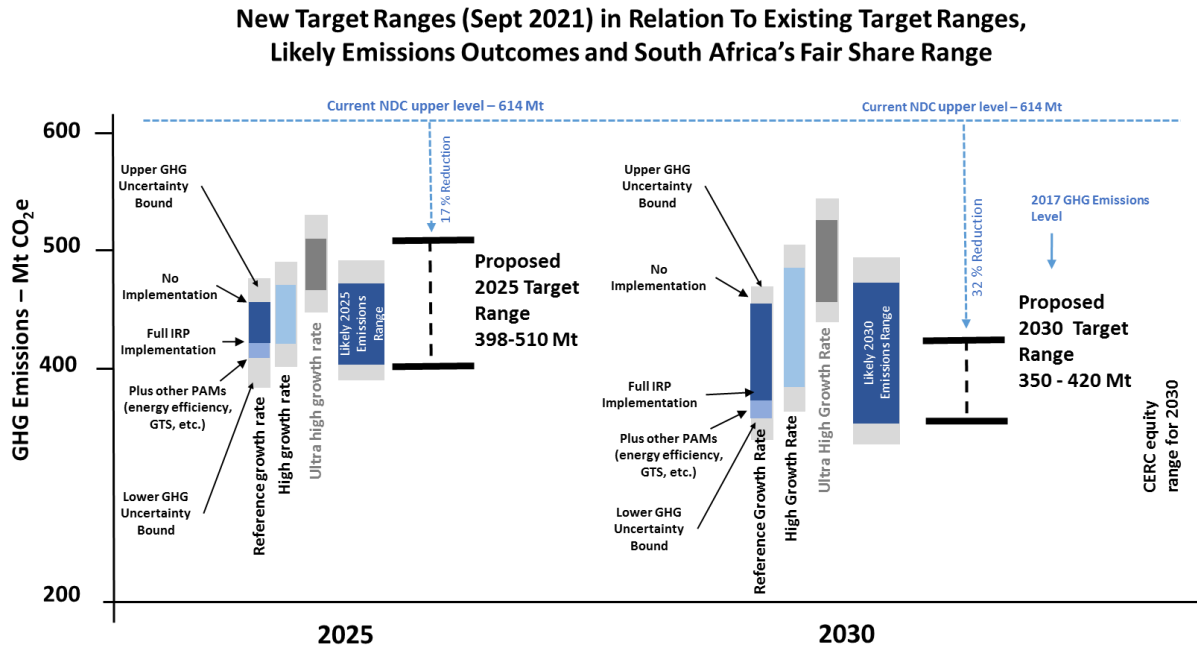 New Target Ranges (Sept 2021) in Relation To Existing Target Ranges,
Likely Emissions Outcomes and South Africa's Fair Share Range
GHG Emissions – Mt CO₂e
600
500
400
200
Current NDC upper level – 614 Mt
17 % Reduction
Upper GHG
Uncertainty
Bound
No
Implementation
Full IRP
Implementation
Plus other PAMs
(energy efficiency,
GTS, etc.)
Lower GHG
Uncertainty
Bound
Reference growth rate
High growth rate
Ultra high growth rate
Likely 2025
Emissions
Range
Proposed
2025 Target
Range
398-510 Mt
2025
Current NDC upper level – 614 Mt
32 % Reduction
Upper GHG
Uncertainty
Bound
No
Implementation
Full IRP
Implementation
Plus other PAMs
(energy efficiency,
GTS, etc.)
Lower GHG
Uncertainty
Bound
Reference Growth Rate
High Growth Rate
Ultra High Growth Rate
Likely 2030
Emissions Range
2017 GHG Emissions
Level
Proposed
2030 Target
Range
350 - 420 Mt
CERC equity
range for 2030
2030